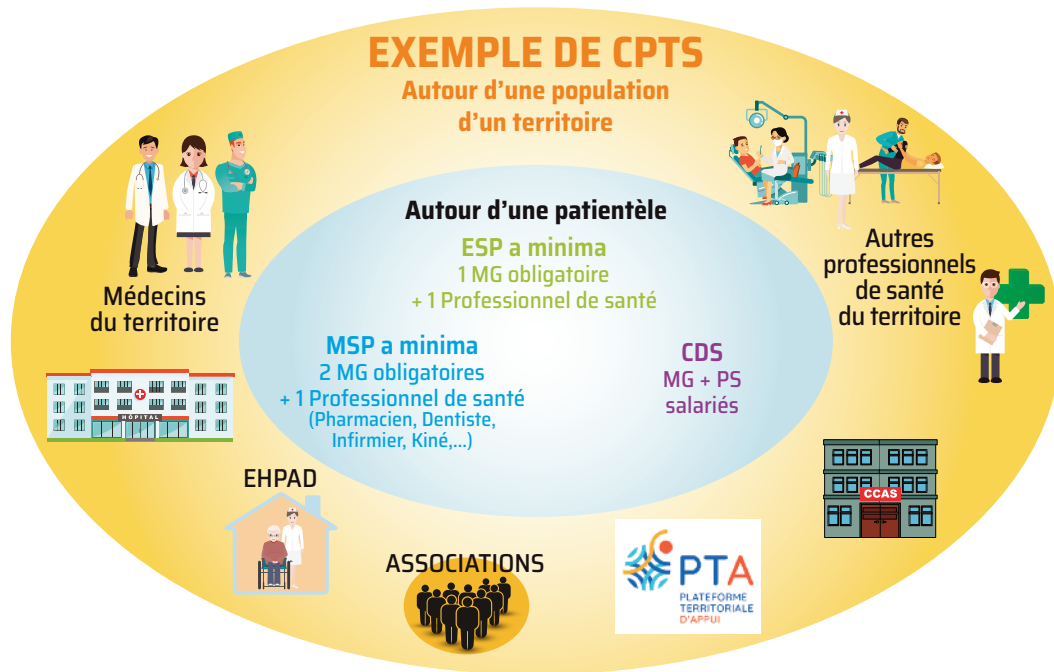 EXEMPLE DE CPTS
Autour d'une population
d'un territoire
Autour d'une patientèle
ESP a minima
1 MG obligatoire
+ 1 Professionnel de santé
Médecins
du territoire
Autres
professionnels
de santé
du territoire
MSP a minima
2 MG obligatoires
+ 1 Professionnel de santé
(Pharmacien, Dentiste,
Infirmier, Kiné,...)
CDS
MG + PS
salariés
HÔPITAL
EHPAD
CCAS
ASSOCIATIONS
PTA
PLATEFORME
TERRITORIALE
D'APPUI